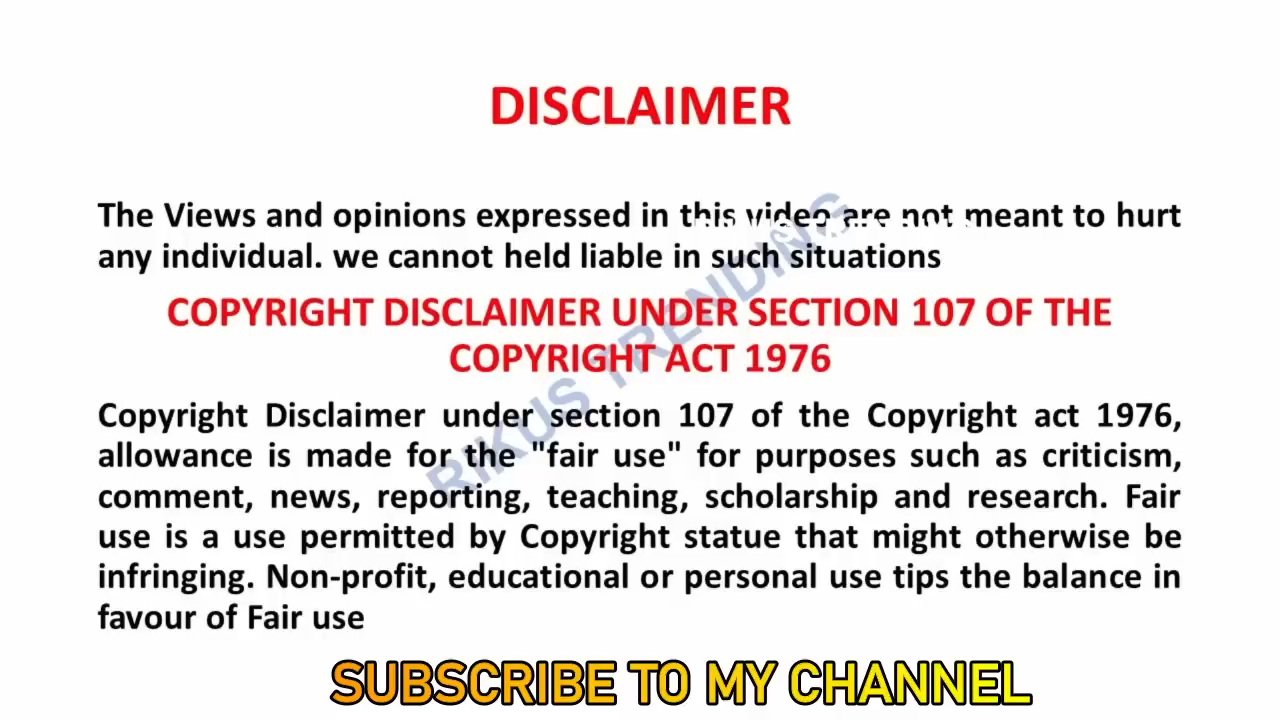 DISCLAIMER
The Views and opinions expressed in this video are not meant to hurt
any individual. we cannot held liable in such situations
COPYRIGHT DISCLAIMER UNDER SECTION 107 OF THE
COPYRIGHT ACT 1976
Copyright Disclaimer under section 107 of the Copyright act 1976,
allowance is made for the "fair use" for purposes such as criticism,
comment, news, reporting, teaching, scholarship and research. Fair
use is a use permitted by Copyright statue that might otherwise be
infringing. Non-profit, educational or personal use tips the balance in
favour of Fair use
RIKUS TRENDING
SUBSCRIBE TO MY CHANNEL